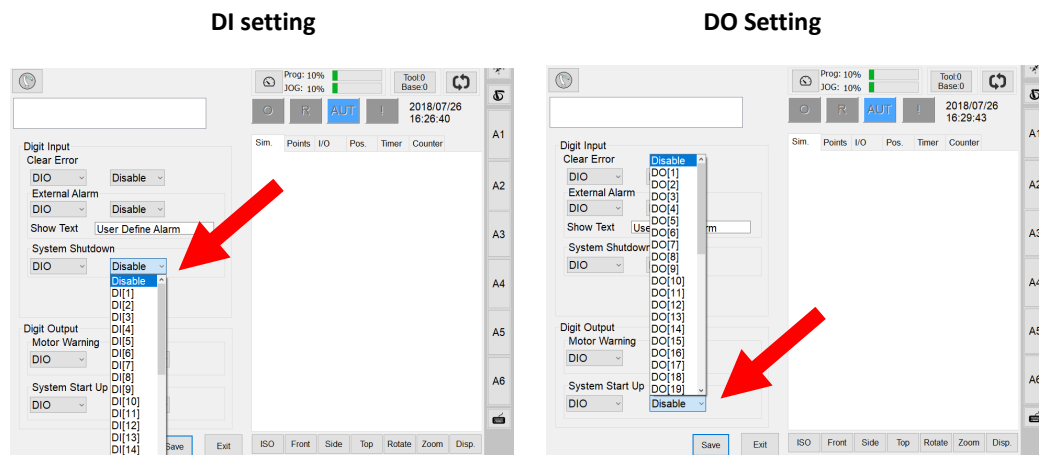 DI setting
DO Setting
Prog: 10%
JOG: 10%
Tool:0
Base:0
O R AUT !
2018/07/26
16:26:40
Digit Input
Clear Error
DIO Disable
External Alarm
DIO Disable
Show Text User Define Alarm
System Shutdown
DIO Disable
Disable
DI[1]
DI[2]
DI[3]
DI[4]
DI[5]
DI[6]
DI[7]
DI[8]
DI[9]
DI[10]
DI[11]
DI[12]
DI[13]
DI[14]
Digit Output
Motor Warning
DIO
System Start Up
DIO
Save Exit
Sim. Points I/O Pos. Timer Counter
ISO Front Side Top Rotate Zoom Disp.
A1
A2
A3
A4
A5
A6
Prog: 10%
JOG: 10%
Tool:0
Base:0
O R AUT !
2018/07/26
16:29:43
Digit Input
Clear Error
DIO
External Alarm
DIO
Show Text Use rm
System Shutdown
DIO
Disable
DO[1]
DO[2]
DO[3]
DO[4]
DO[5]
DO[6]
DO[7]
DO[8]
DO[9]
DO[10]
DO[11]
DO[12]
DO[13]
DO[14]
DO[15]
DO[16]
DO[17]
DO[18]
DO[19]
Digit Output
Motor Warning
DIO
System Start Up
DIO Disable
Save Exit
Sim. Points I/O Pos. Timer Counter
ISO Front Side Top Rotate Zoom Disp.
A1
A2
A3
A4
A5
A6